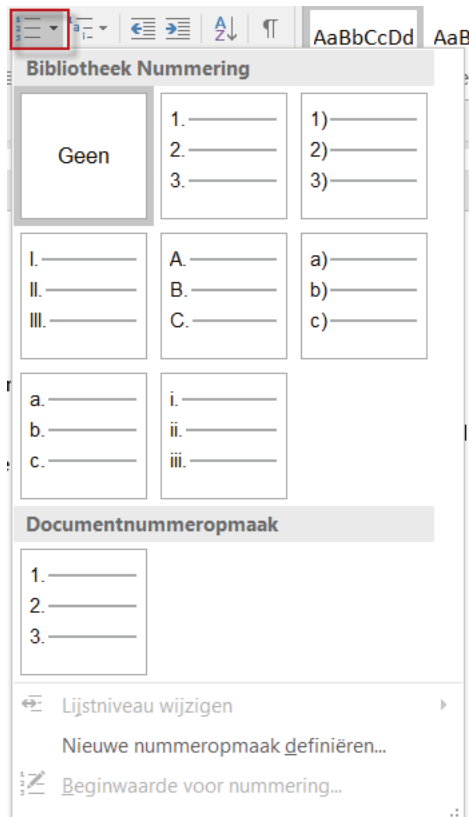 AaBbCcDd AaB
Bibliotheek Nummering
Geen
1.
2.
3.
1)
2)
3)
I.
II.
III.
A.
B.
C.
a)
b)
c)
a.
b.
c.
i.
ii.
iii.
Documentnummeropmaak
1.
2.
3.
Lijstniveau wijzigen
Nieuwe nummeropmaak definiëren...
Beginwaarde voor nummering...